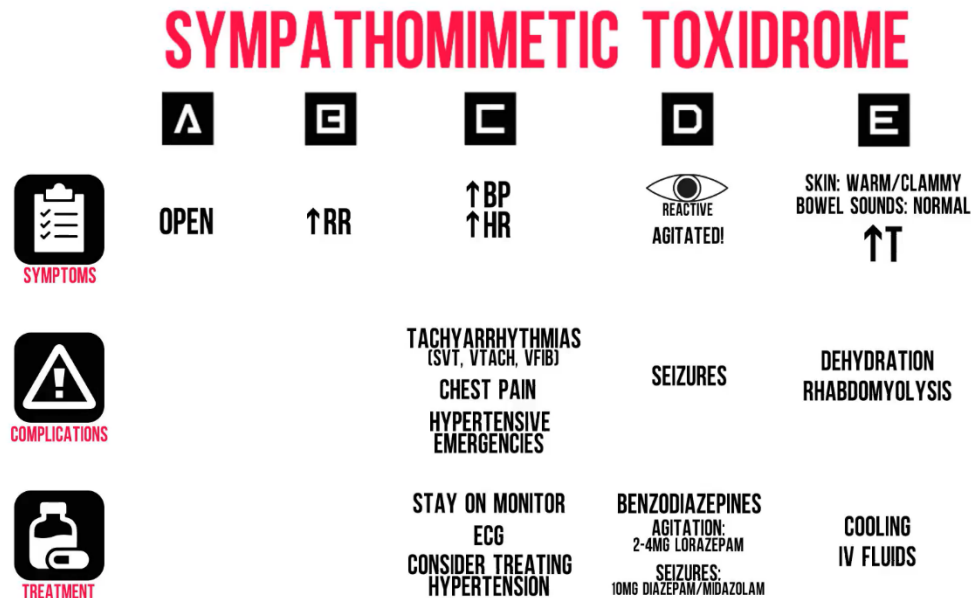 SYMPATHOMIMETIC TOXIDROME
A B C D E
SYMPTOMS
OPEN
↑RR
↑BP
↑HR
REACTIVE
AGITATED!
SKIN: WARM/CLAMMY
BOWEL SOUNDS: NORMAL
↑T
COMPLICATIONS
TACHYARRHYTHMIAS
(SVT, VTACH, VFIB)
CHEST PAIN
HYPERTENSIVE
EMERGENCIES
SEIZURES
DEHYDRATION
RHABDOMYOLYSIS
TREATMENT
STAY ON MONITOR
ECG
CONSIDER TREATING
HYPERTENSION
BENZODIAZEPINES
AGITATION:
2-4MG LORAZEPAM
SEIZURES:
10MG DIAZEPAM/MIDAZOLAM
COOLING
IV FLUIDS